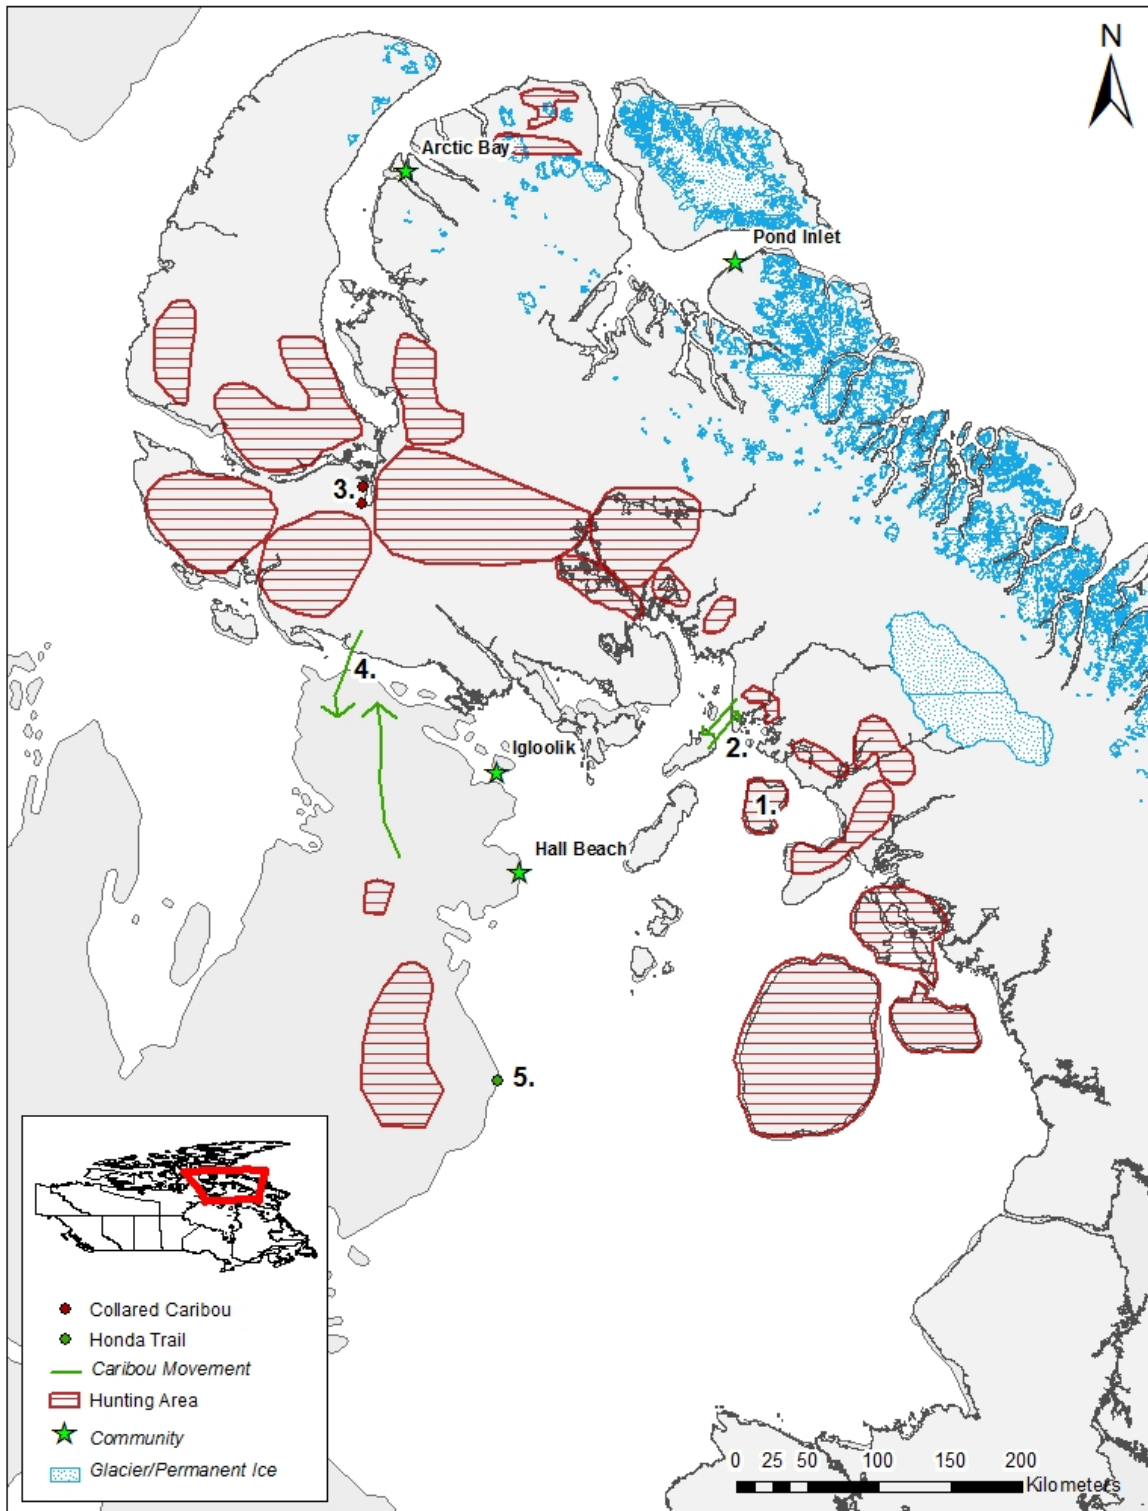 N
Arctic Bay
Pond Inlet
3.
4.
2.
Igloolik
1.
Hall Beach
5.
Collared Caribou
Honda Trail
Caribou Movement
Hunting Area
Community
Glacier/Permanent Ice
0 25 50 100 150 200
Kilometers